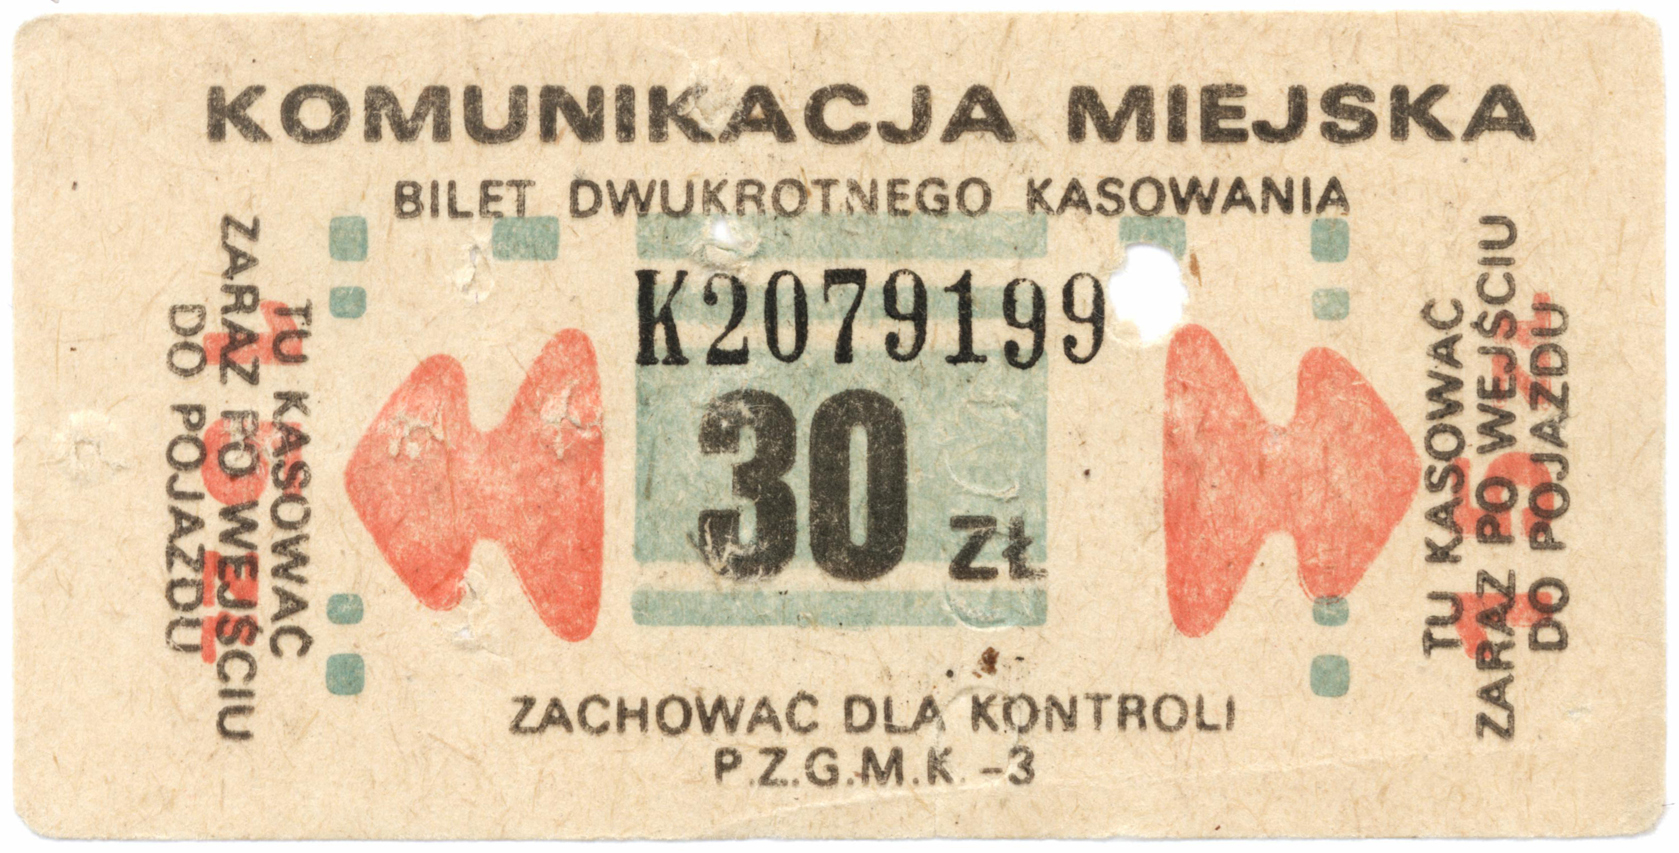 KOMUNIKACJA MIEJSKA
BILET DWUKROTNEGO KASOWANIA
K2079199
30 ZŁ
TU KASOWAĆ
ZARAZ PO WEJŚCIU
DO POJAZDU
TU KASOWAĆ
ZARAZ PO WEJŚCIU
DO POJAZDU
ZACHOWAĆ DLA KONTROLI
P.Z.G.M.K. -3